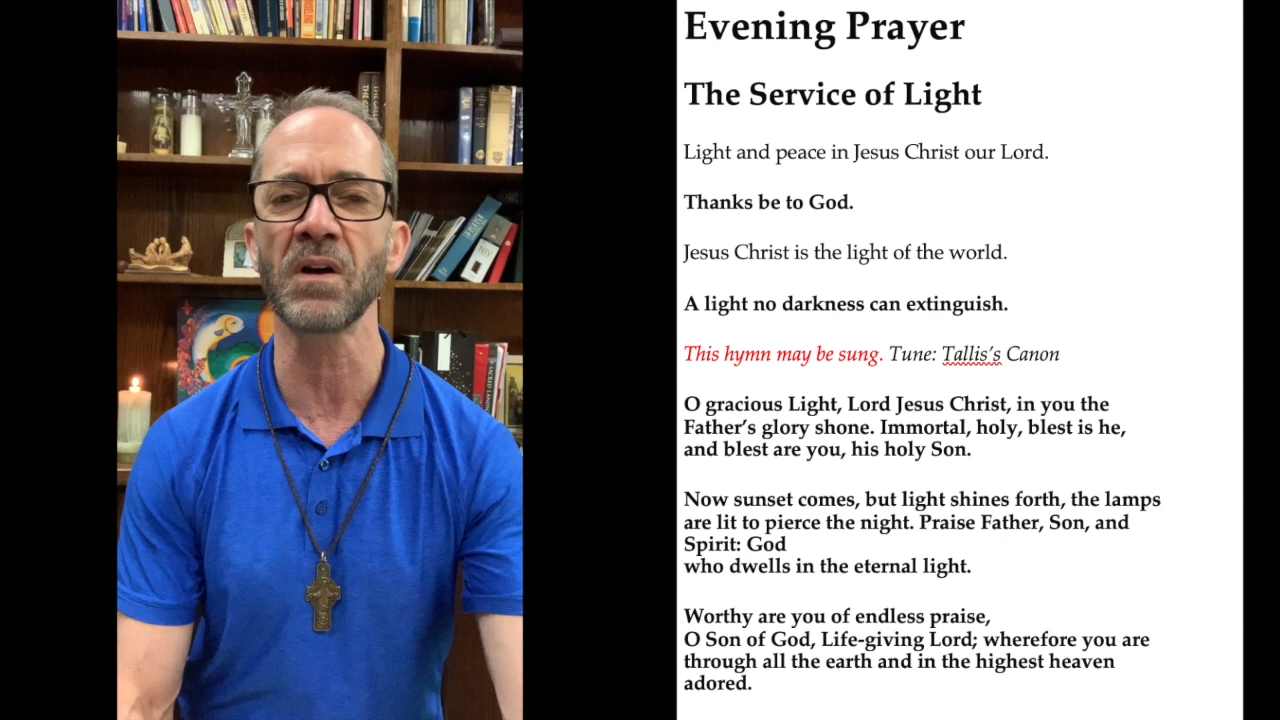 Evening Prayer
The Service of Light
Light and peace in Jesus Christ our Lord.
Thanks be to God.
Jesus Christ is the light of the world.
A light no darkness can extinguish.
This hymn may be sung. Tune: Tallis’s Canon
O gracious Light, Lord Jesus Christ, in you the
Father’s glory shone. Immortal, holy, blest is he,
and blest are you, his holy Son.
Now sunset comes, but light shines forth, the lamps
are lit to pierce the night. Praise Father, Son, and
Spirit: God
who dwells in the eternal light.
Worthy are you of endless praise,
O Son of God, Life-giving Lord; wherefore you are
through all the earth and in the highest heaven
adored.